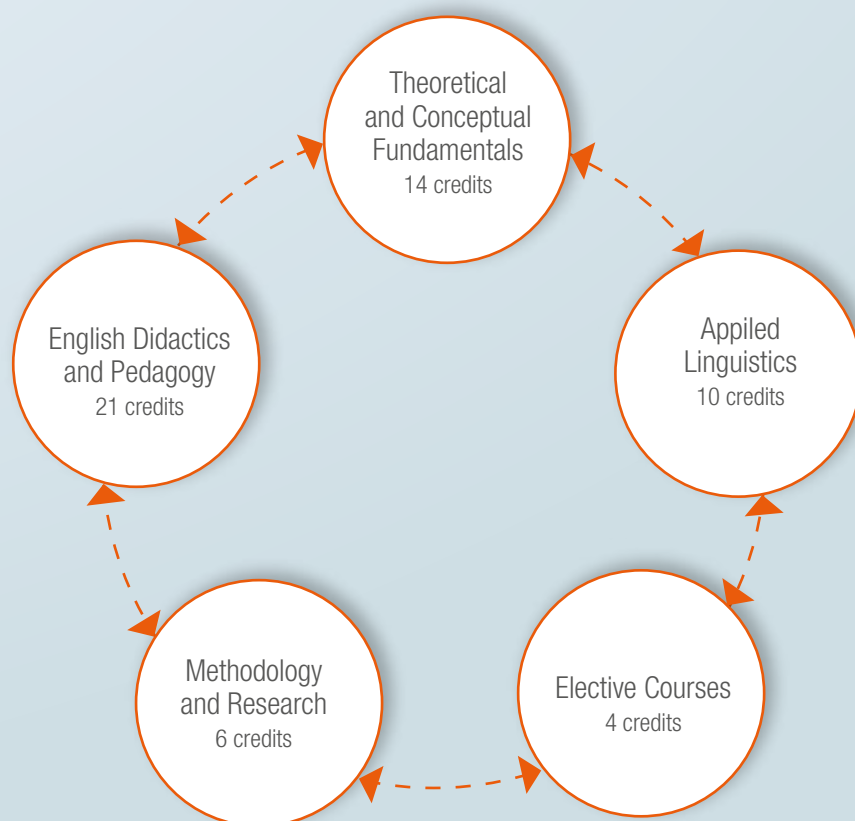 Theoretical
and Conceptual
Fundamentals
14 credits
English Didactics
and Pedagogy
21 credits
Appiled
Linguistics
10 credits
Methodology
and Research
6 credits
Elective Courses
4 credits